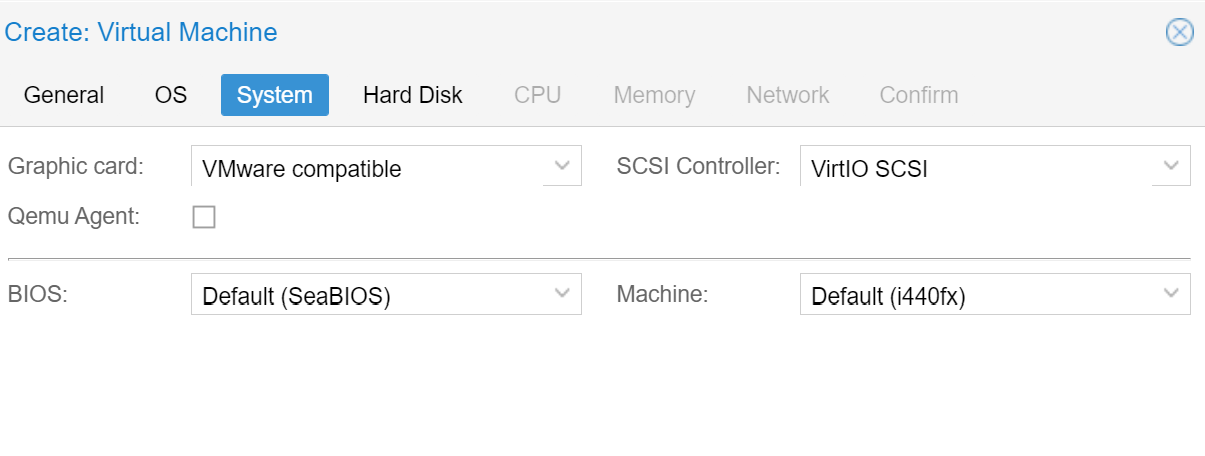 Create: Virtual Machine
General OS System Hard Disk CPU Memory Network Confirm
Graphic card: VMware compatible SCSI Controller: VirtIO SCSI
Qemu Agent:
BIOS: Default (SeaBIOS) Machine: Default (i440fx)